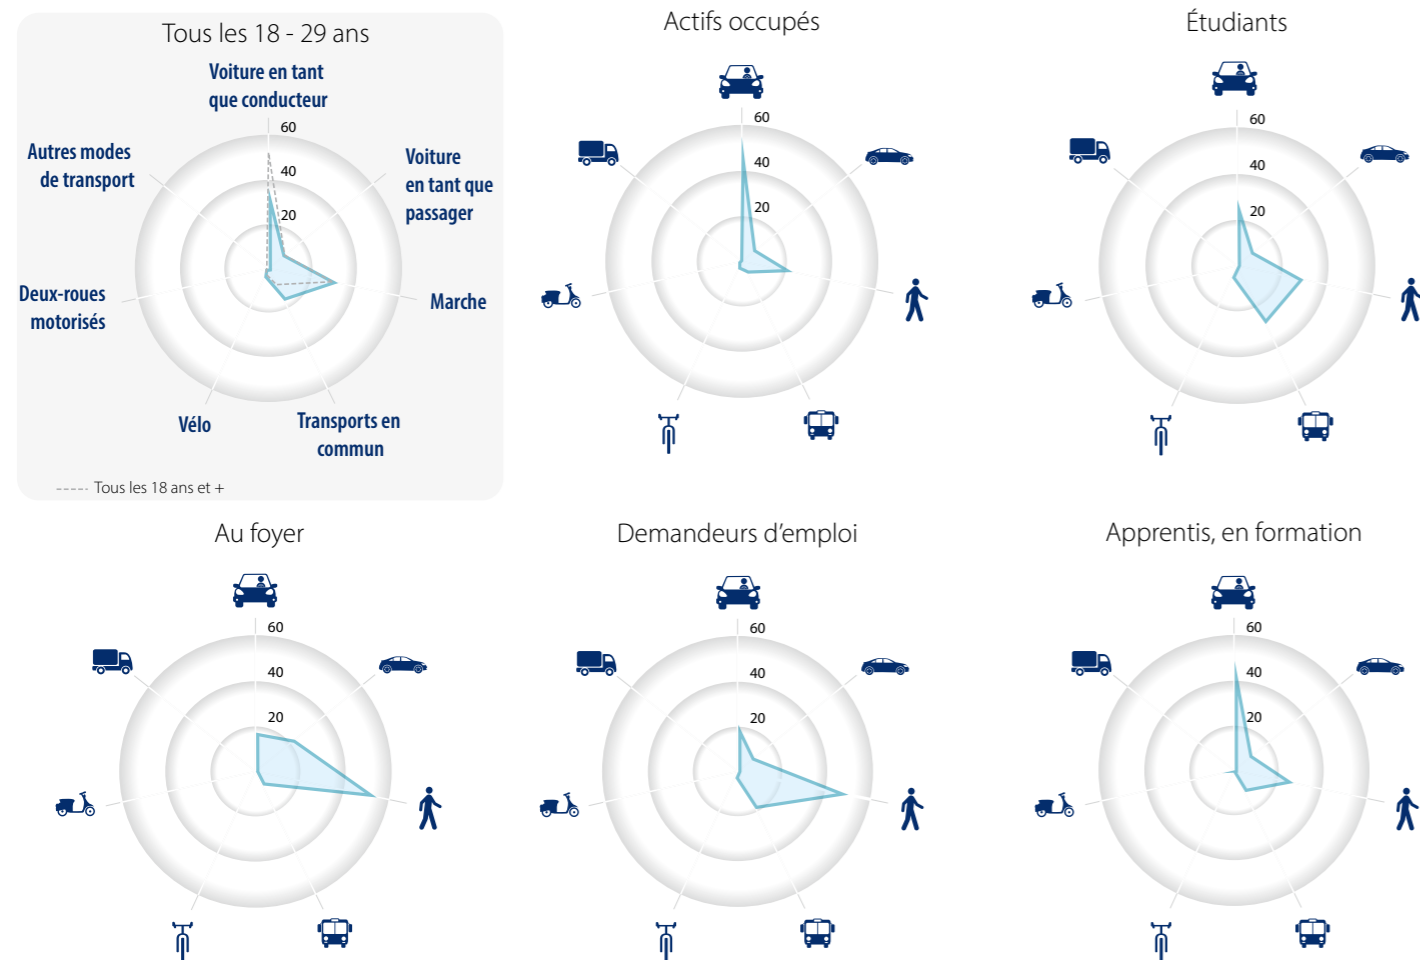 Tous les 18 - 29 ans
Voiture en tant
que conducteur
60
40
20
Voiture
en tant que
passager
Marche
Transports en
commun
Vélo
Deux-roues
motorisés
Autres modes
de transport
----- Tous les 18 ans et +
Actifs occupés
60
40
20
Étudiants
60
40
20
Au foyer
60
40
20
Demandeurs d'emploi
60
40
20
Apprentis, en formation
60
40
20